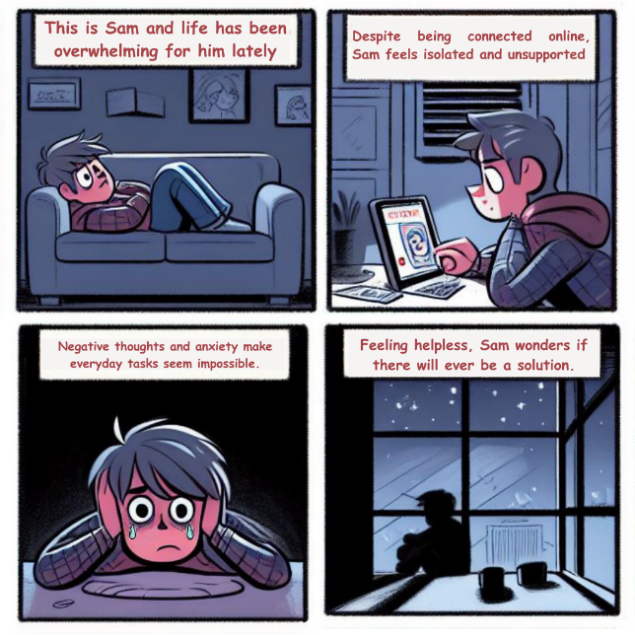 This is Sam and life has been
overwhelming for him lately
Despite being connected online,
Sam feels isolated and unsupported
Negative thoughts and anxiety make
everyday tasks seem impossible.
Feeling helpless, Sam wonders if
there will ever be a solution.